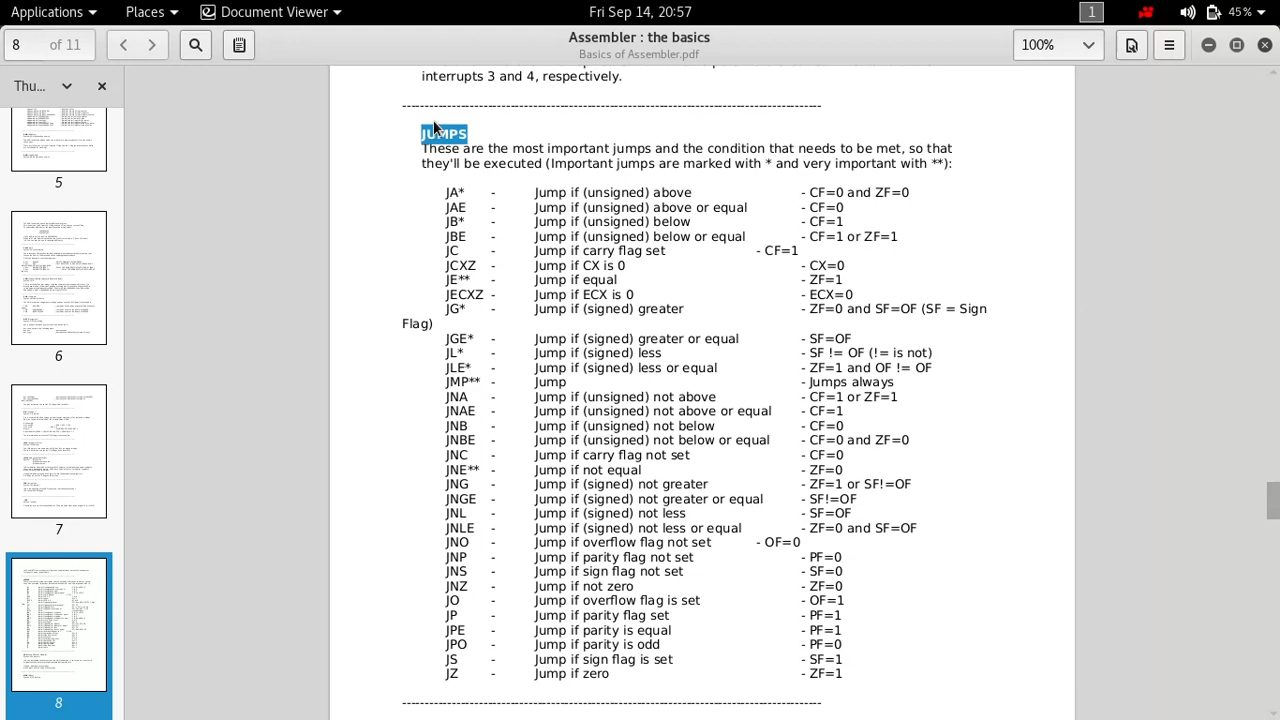 Applications Places Document Viewer Fri Sep 14, 20:57 1 45%
8 of 11 Assembler : the basics 100%
Basics of Assembler.pdf
Thu...
5
6
7
8
interrupts 3 and 4, respectively.
JUMPS
These are the most important jumps and the condition that needs to be met, so that
they'll be executed (Important jumps are marked with * and very important with **):
JA* - Jump if (unsigned) above - CF=0 and ZF=0
JAE - Jump if (unsigned) above or equal - CF=0
JB* - Jump if (unsigned) below - CF=1
JBE - Jump if (unsigned) below or equal - CF=1 or ZF=1
JC - Jump if carry flag set - CF=1
JCXZ - Jump if CX is 0 - CX=0
JE** - Jump if equal - ZF=1
JECXZ - Jump if ECX is 0 - ECX=0
JG* - Jump if (signed) greater - ZF=0 and SF=OF (SF = Sign
Flag)
JGE* - Jump if (signed) greater or equal - SF=OF
JL* - Jump if (signed) less - SF != OF (!= is not)
JLE* - Jump if (signed) less or equal - ZF=1 and OF != OF
JMP** - Jump - Jumps always
JNA - Jump if (unsigned) not above - CF=1 or ZF=1
JNAE - Jump if (unsigned) not above or equal - CF=1
JNB - Jump if (unsigned) not below - CF=0
JNBE - Jump if (unsigned) not below or equal - CF=0 and ZF=0
JNC - Jump if carry flag not set - CF=0
JNE** - Jump if not equal - ZF=0
JNG - Jump if (signed) not greater - ZF=1 or SF!=OF
JNGE - Jump if (signed) not greater or equal - SF!=OF
JNL - Jump if (signed) not less - SF=OF
JNLE - Jump if (signed) not less or equal - ZF=0 and SF=OF
JNO - Jump if overflow flag not set - OF=0
JNP - Jump if parity flag not set - PF=0
JNS - Jump if sign flag not set - SF=0
JNZ - Jump if not zero - ZF=0
JO - Jump if overflow flag is set - OF=1
JP - Jump if parity flag set - PF=1
JPE - Jump if parity is equal - PF=1
JPO - Jump if parity is odd - PF=0
JS - Jump if sign flag is set - SF=1
JZ - Jump if zero - ZF=1